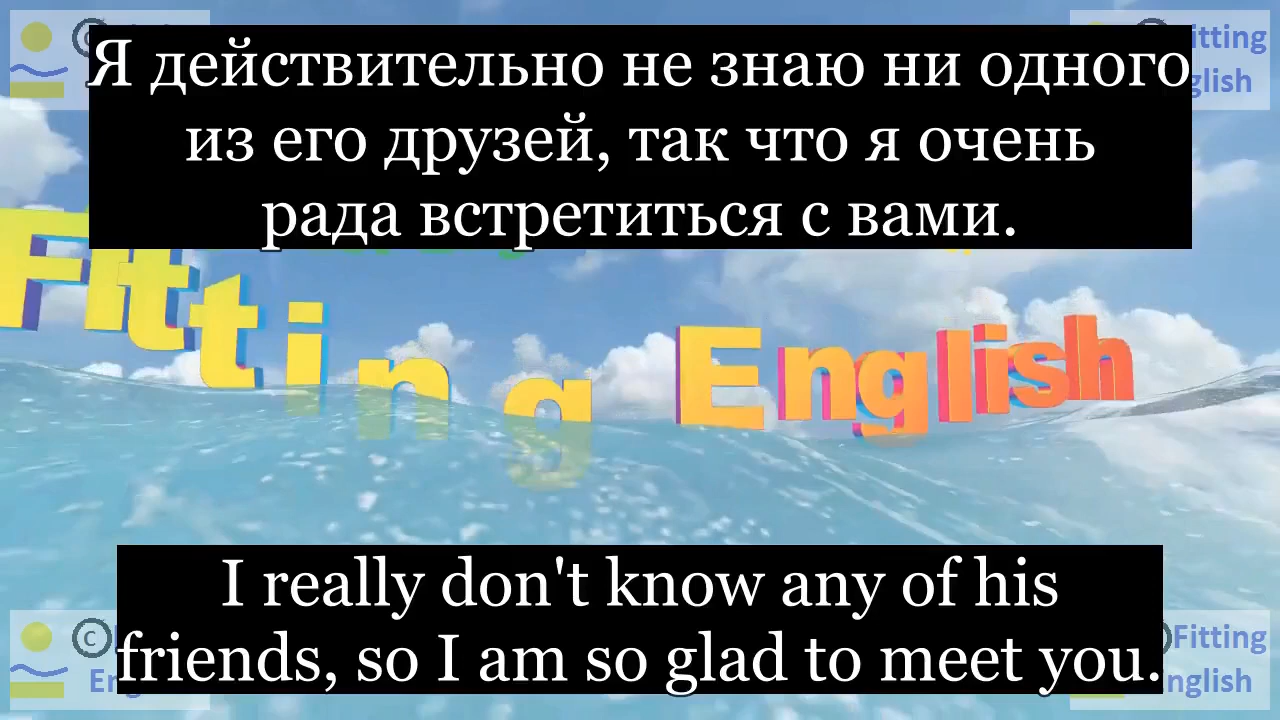 Я действительно не знаю ни одного
из его друзей, так что я очень
рада встретиться с вами.
Fitting English
I really don't know any of his
friends, so I am so glad to meet you.
©
Fitting